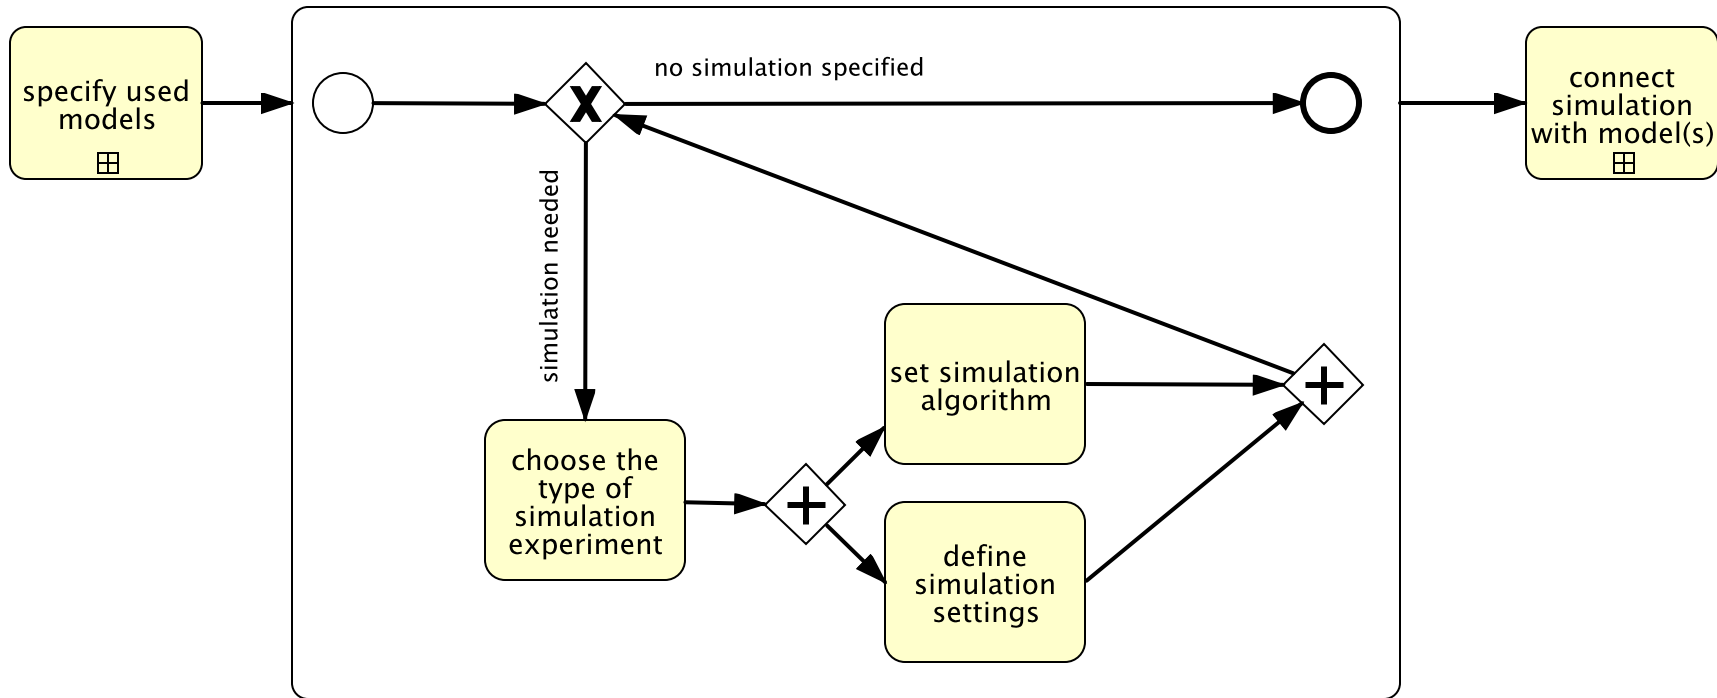 specify used
models
no simulation specified
connect
simulation
with model(s)
simulation needed
set simulation
algorithm
choose the
type of
simulation
experiment
define
simulation
settings